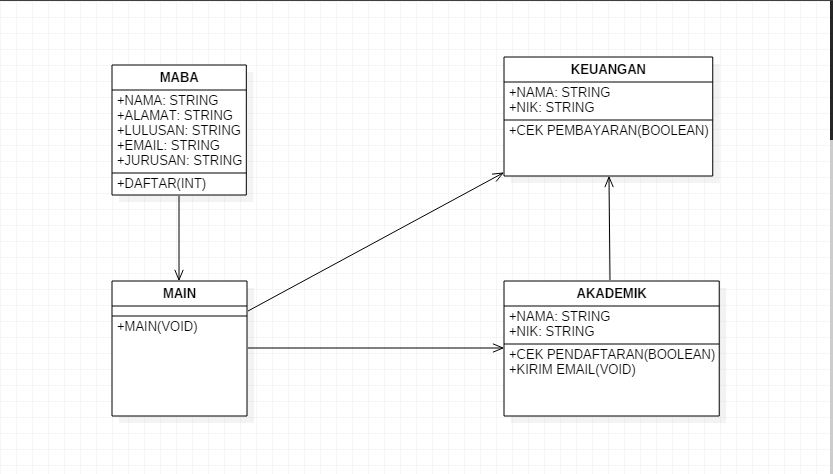 MABA
+NAMA: STRING
+ALAMAT: STRING
+LULUSAN: STRING
+EMAIL: STRING
+JURUSAN: STRING
+DAFTAR(INT)
KEUANGAN
+NAMA: STRING
+NIK: STRING
+CEK PEMBAYARAN(BOOLEAN)
MAIN
+MAIN(VOID)
AKADEMIK
+NAMA: STRING
+NIK: STRING
+CEK PENDAFTARAN(BOOLEAN)
+KIRIM EMAIL(VOID)